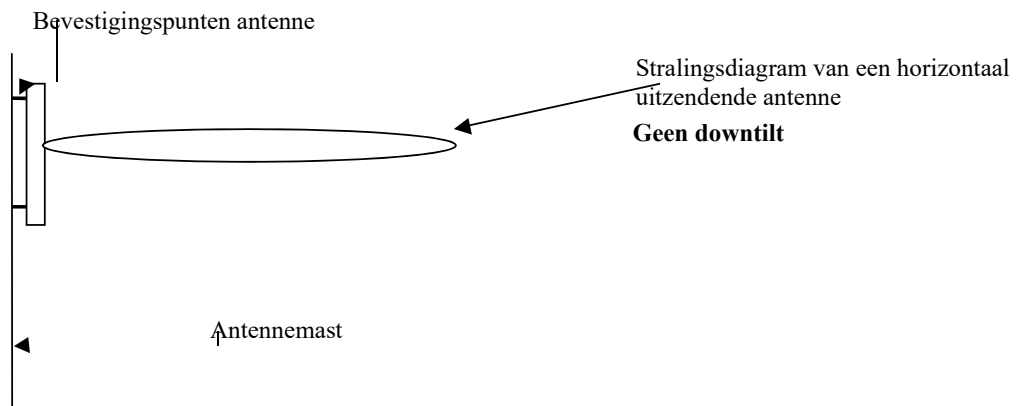 Bevestigingspunten antenne
Stralingsdiagram van een horizontaal
uitzendende antenne
Geen downtilt
Antennemast